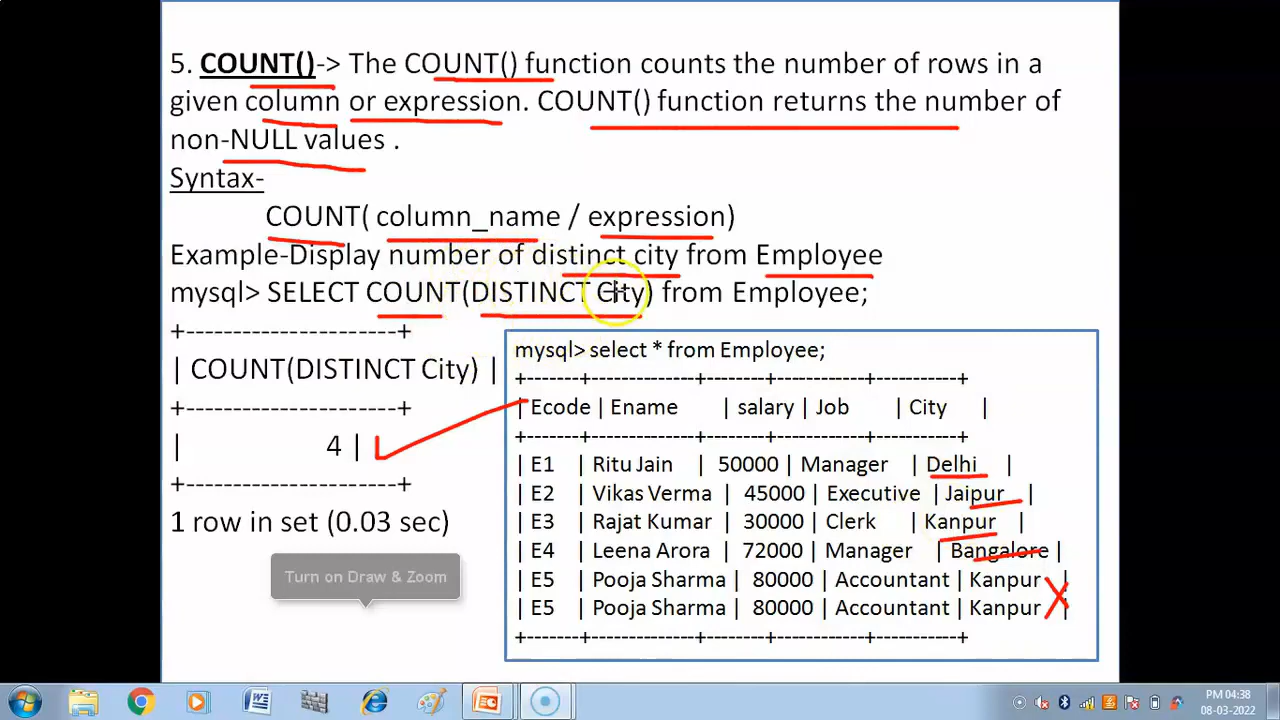 5. COUNT()-> The COUNT() function counts the number of rows in a
given column or expression. COUNT() function returns the number of
non-NULL values .
Syntax-
COUNT( column_name / expression)
Example-Display number of distinct city from Employee
mysql> SELECT COUNT(DISTINCT City) from Employee;
+---------------------+
| COUNT(DISTINCT City) |
+---------------------+
| 4 |
+---------------------+
1 row in set (0.03 sec)
Turn on Draw & Zoom
mysql> select * from Employee;
+-------+-------------+--------+------------+-----------+
| Ecode | Ename | salary | Job | City |
+-------+-------------+--------+------------+-----------+
| E1 | Ritu Jain | 50000 | Manager | Delhi |
| E2 | Vikas Verma | 45000 | Executive | Jaipur |
| E3 | Rajat Kumar | 30000 | Clerk | Kanpur |
| E4 | Leena Arora | 72000 | Manager | Bangalore |
| E5 | Pooja Sharma | 80000 | Accountant | Kanpur |
| E5 | Pooja Sharma | 80000 | Accountant | Kanpur |
+-------+-------------+--------+------------+-----------+
PM 04:38
08-03-2022